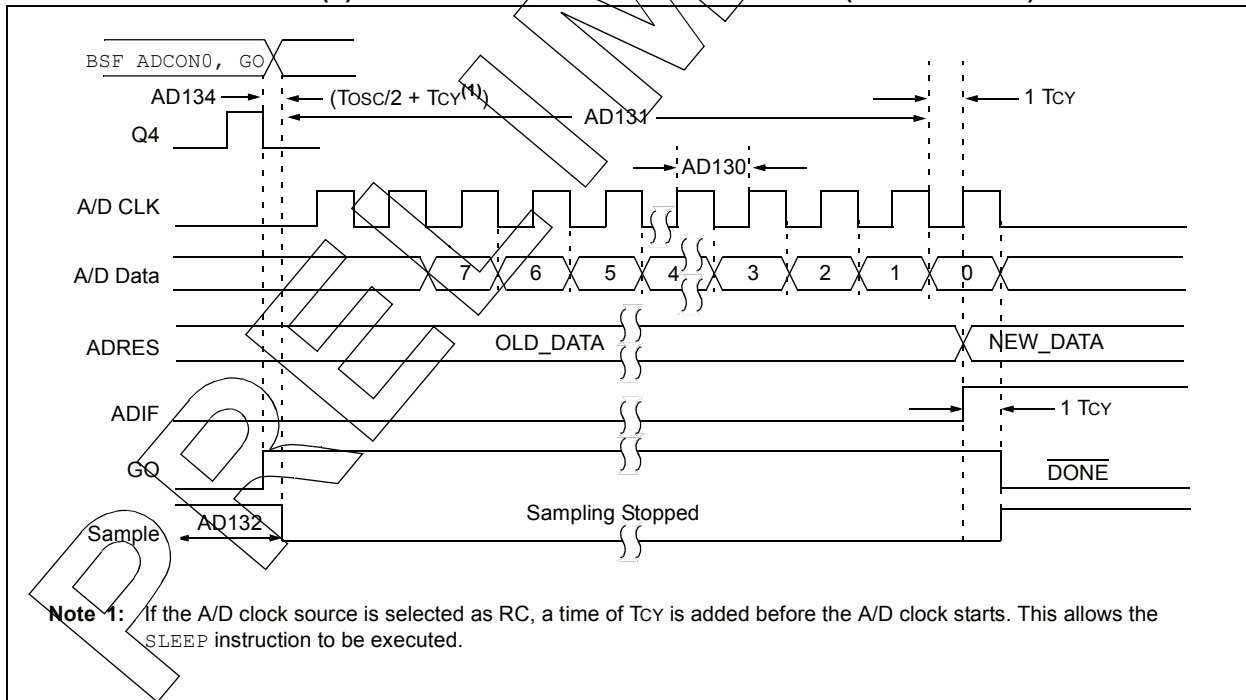 BSF ADCON0, GO
AD134
(TOSC/2 + TCY(1))
1 TCY
AD131
Q4
AD130
A/D CLK
A/D Data
7 6 5 4 3 2 1 0
ADRES
OLD_DATA
NEW_DATA
ADIF
1 TCY
GO
DONE
Sample
AD132
Sampling Stopped
Note 1: If the A/D clock source is selected as RC, a time of TCY is added before the A/D clock starts. This allows the
SLEEP instruction to be executed.